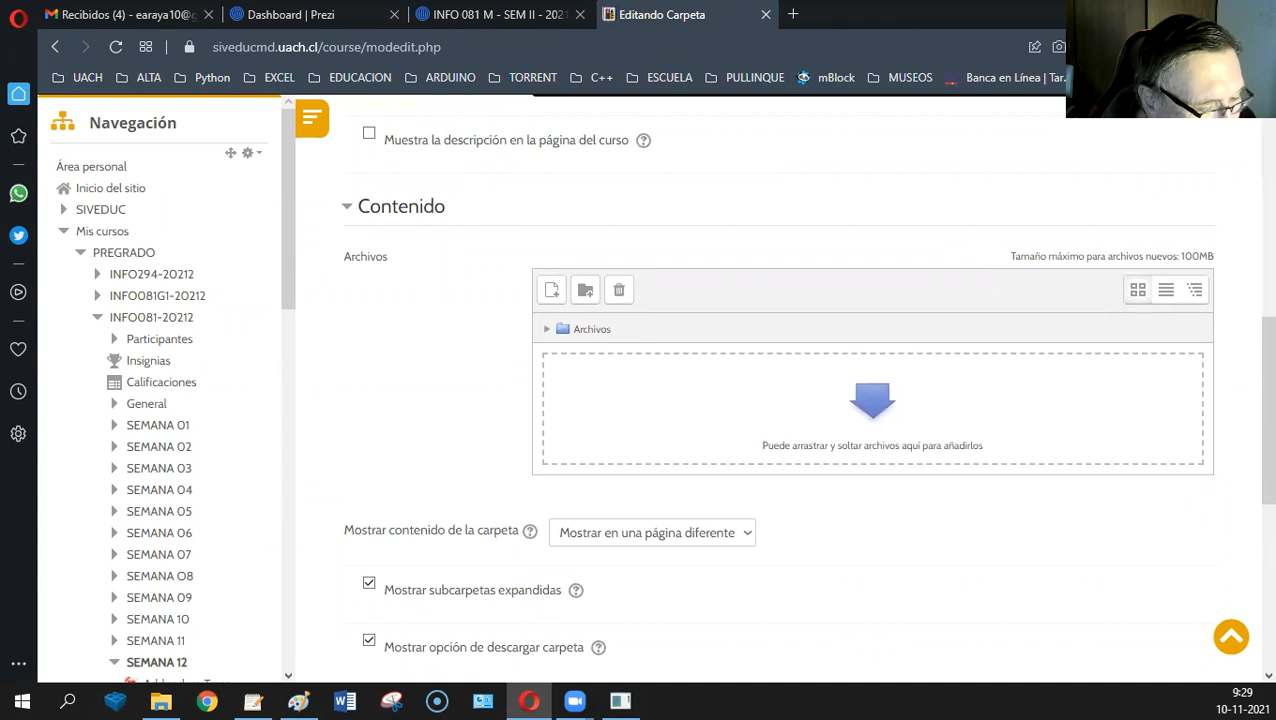 Recibidos (4) - earaya10@g
Dashboard | Prezi
INFO 081 M - SEM II - 2021
Editando Carpeta
siveducmd.uach.cl/course/modedit.php
UACH
ALTA
Python
EXCEL
EDUCACION
ARDUINO
TORRENT
C++
ESCUELA
PULLINQUE
mBlock
MUSEOS
Banca en Línea | Tar...
Navegación
Área personal
Inicio del sitio
SIVEDUC
Mis cursos
PREGRADO
INFO294-20212
INFO081G1-20212
INFO081-20212
Participantes
Insignias
Calificaciones
General
SEMANA 01
SEMANA 02
SEMANA 03
SEMANA 04
SEMANA 05
SEMANA 06
SEMANA 07
SEMANA 08
SEMANA 09
SEMANA 10
SEMANA 11
SEMANA 12
Muestra la descripción en la página del curso
Contenido
Archivos
Tamaño máximo para archivos nuevos: 100MB
Archivos
Puede arrastrar y soltar archivos aquí para añadirlos
Mostrar contenido de la carpeta
Mostrar en una página diferente
Mostrar subcarpetas expandidas
Mostrar opción de descargar carpeta
9:29
10-11-2021